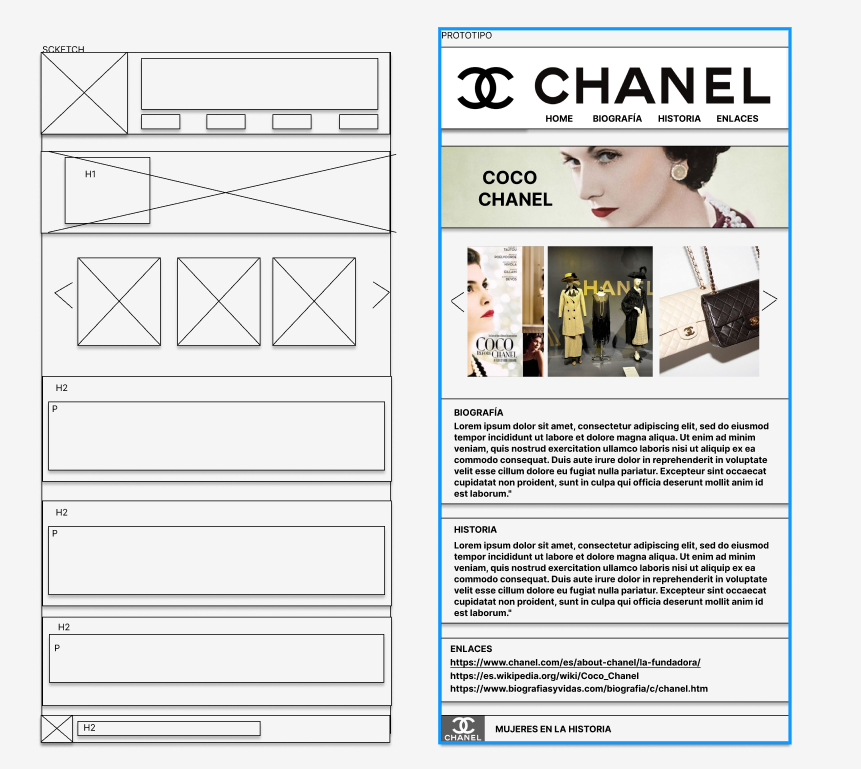 SCKETCH
H1
H2
P
H2
P
H2
P
H2
PROTOTIPO
CHANEL
HOME BIOGRAFÍA HISTORIA ENLACES
COCO
CHANEL
COCO
CHANEL
CHANEL
BIOGRAFÍA
Lorem ipsum dolor sit amet, consectetur adipiscing elit, sed do eiusmod
tempor incididunt ut labore et dolore magna aliqua. Ut enim ad minim
veniam, quis nostrud exercitation ullamco laboris nisi ut aliquip ex ea
commodo consequat. Duis aute irure dolor in reprehenderit in voluptate
velit esse cillum dolore eu fugiat nulla pariatur. Excepteur sint occaecat
cupidatat non proident, sunt in culpa qui officia deserunt mollit anim id
est laborum."
HISTORIA
Lorem ipsum dolor sit amet, consectetur adipiscing elit, sed do eiusmod
tempor incididunt ut labore et dolore magna aliqua. Ut enim ad minim
veniam, quis nostrud exercitation ullamco laboris nisi ut aliquip ex ea
commodo consequat. Duis aute irure dolor in reprehenderit in voluptate
velit esse cillum dolore eu fugiat nulla pariatur. Excepteur sint occaecat
cupidatat non proident, sunt in culpa qui officia deserunt mollit anim id
est laborum."
ENLACES
https://www.chanel.com/es/about-chanel/la-fundadora/
https://es.wikipedia.org/wiki/Coco_Chanel
https://www.biografiasyvidas.com/biografia/c/chanel.htm
CHANEL
MUJERES EN LA HISTORIA